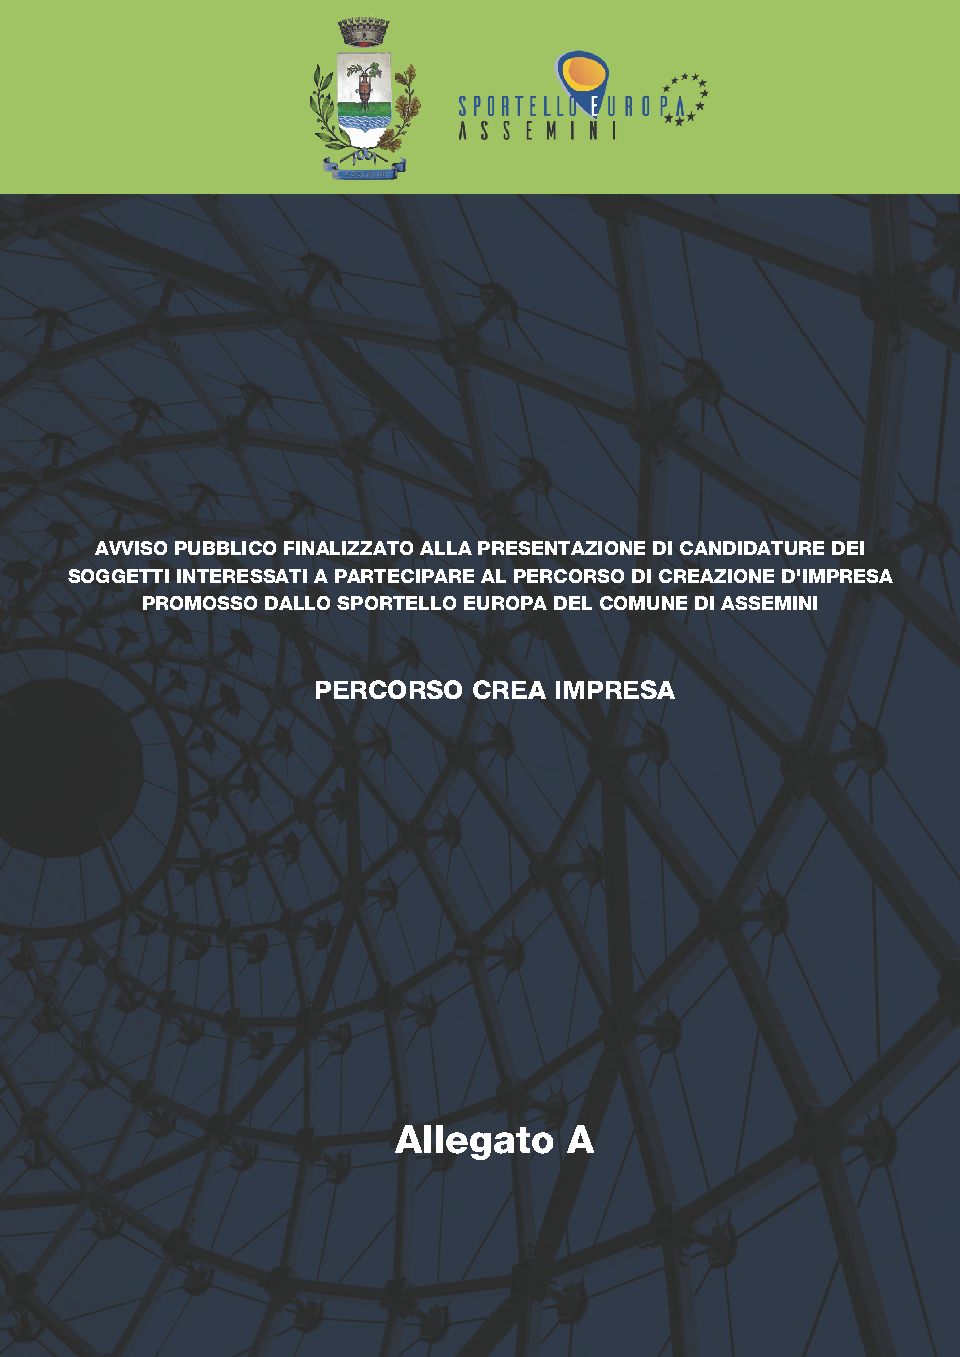 ASSEMINI
SPORTELLO EUROPA
ASSEMINI
AVVISO PUBBLICO FINALIZZATO ALLA PRESENTAZIONE DI CANDIDATURE DEI
SOGGETTI INTERESSATI A PARTECIPARE AL PERCORSO DI CREAZIONE D'IMPRESA
PROMOSSO DALLO SPORTELLO EUROPA DEL COMUNE DI ASSEMINI
PERCORSO CREA IMPRESA
Allegato A